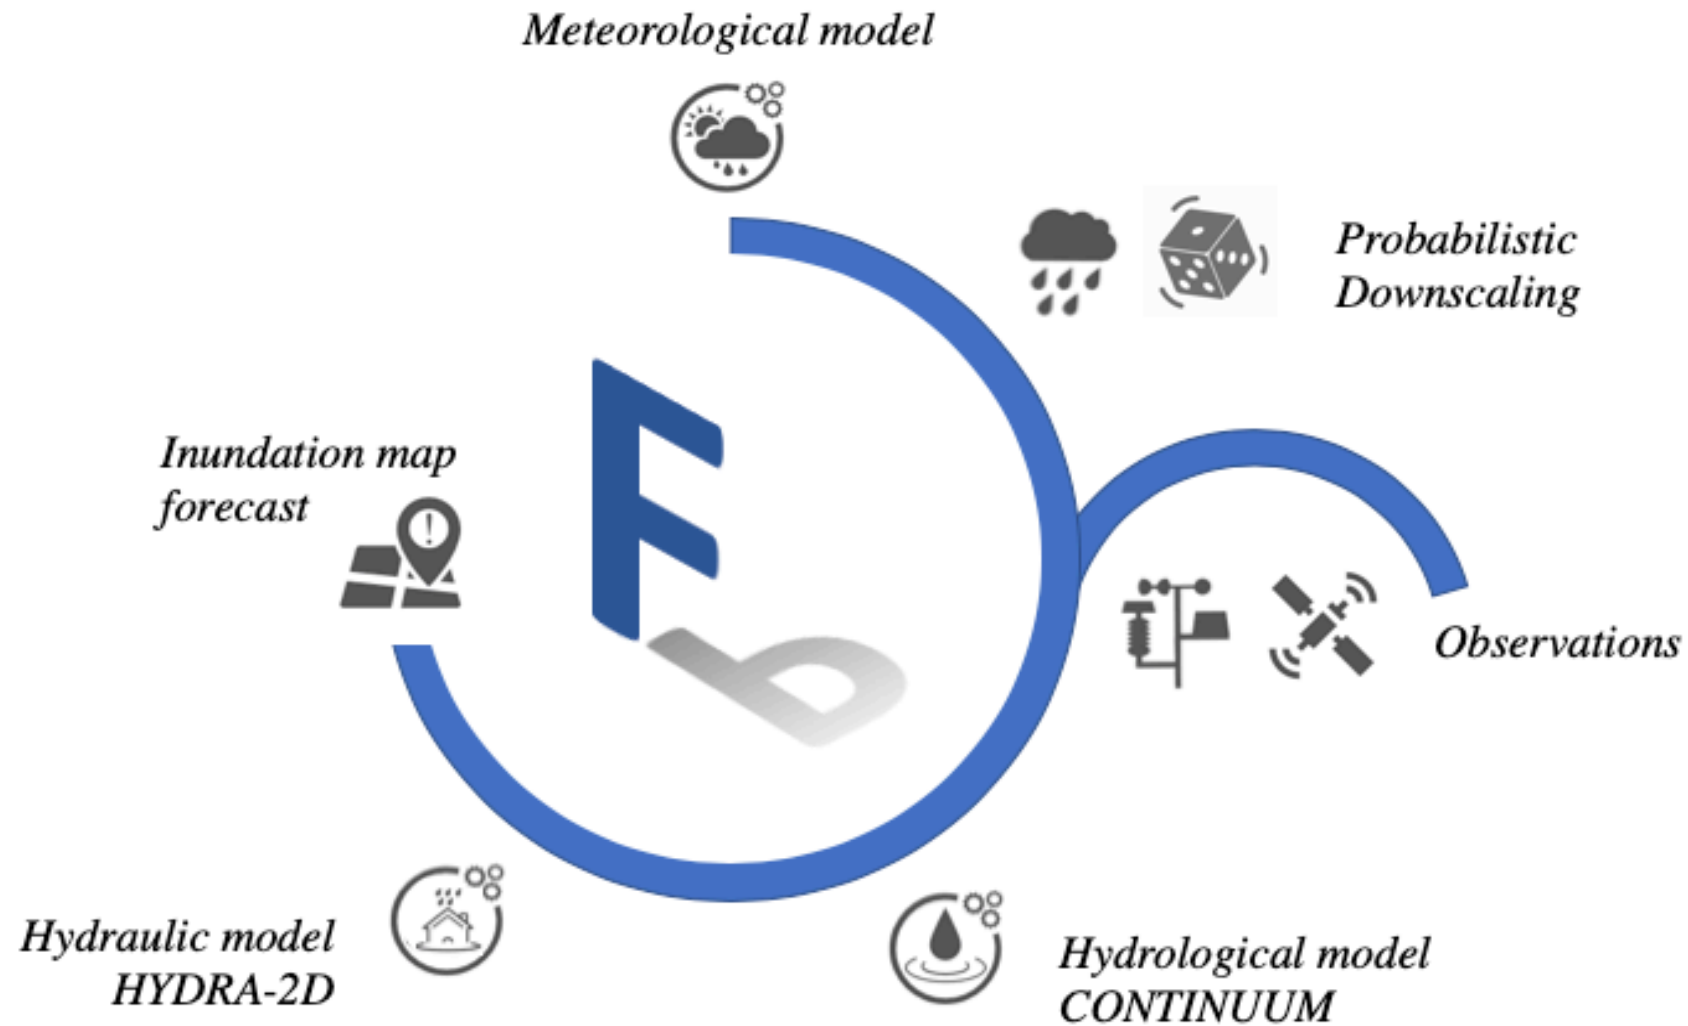 Meteorological model
Probabilistic
Downscaling
Inundation map
forecast
F
P
Observations
Hydraulic model
HYDRA-2D
Hydrological model
CONTINUUM